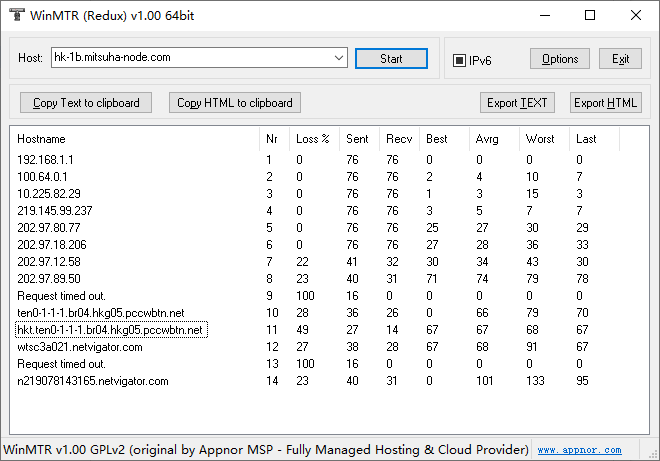 WinMTR (Redux) v1.00 64bit
Host: hk-1b.mitsuha-node.com Start IPv6 Options Exit
Copy Text to clipboard Copy HTML to clipboard Export TEXT Export HTML
Hostname Nr Loss % Sent Recv Best Avrg Worst Last
192.168.1.1 1 0 76 76 0 0 0 0
100.64.0.1 2 0 76 76 2 4 10 7
10.225.82.29 3 0 76 76 1 3 15 3
219.145.99.237 4 0 76 76 3 5 7 7
202.97.80.77 5 0 76 76 25 27 30 29
202.97.18.206 6 0 76 76 27 28 36 33
202.97.12.58 7 22 41 32 30 34 43 30
202.97.89.50 8 23 40 31 71 74 79 78
Request timed out. 9 100 16 0 0 0 0 0
ten0-1-1-1.br04.hkg05.pccwbtn.net 10 28 36 26 0 66 79 70
hkt.ten0-1-1-1.br04.hkg05.pccwbtn.net 11 49 27 14 67 67 68 67
wtsc3a021.netvigator.com 12 27 38 28 67 68 91 67
Request timed out. 13 100 16 0 0 0 0 0
n219078143165.netvigator.com 14 23 40 31 0 101 133 95
WinMTR v1.00 GPLv2 (original by Appnor MSP - Fully Managed Hosting & Cloud Provider) www.appnor.com